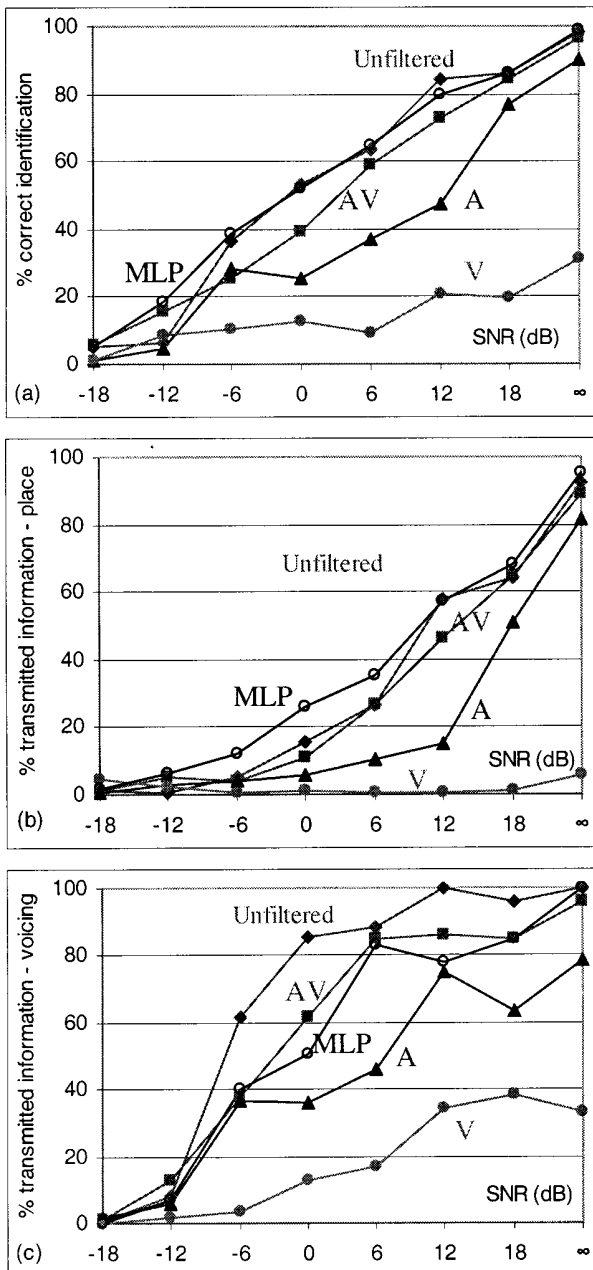 100
Unfiltered
80
60
40
20
0
% correct identification
MLP
AV
A
V
SNR (dB)
(a)
-18 -12 -6 0 6 12 18 ∞
100
80
60
40
20
0
% transmitted information - place
Unfiltered
MLP
AV
A
V
SNR (dB)
(b)
-18 -12 -6 0 6 12 18 ∞
100
80
60
40
20
0
% transmitted information - voicing
Unfiltered
AV
MLP
A
V
SNR (dB)
(c)
-18 -12 -6 0 6 12 18 ∞